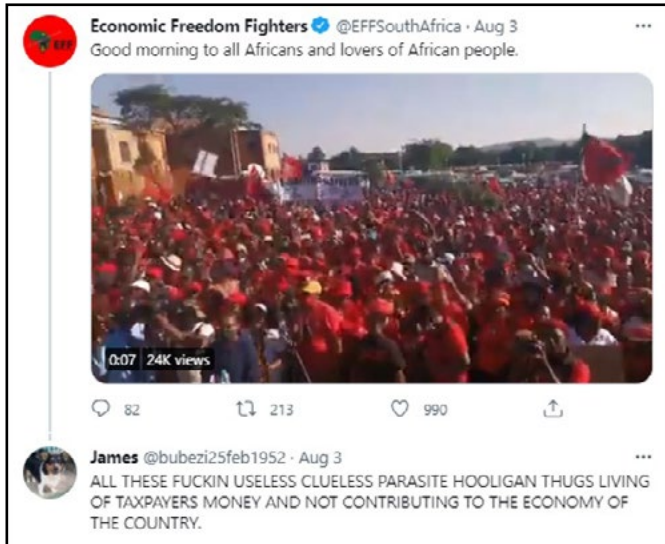 Economic Freedom Fighters @EFFSouthAfrica · Aug 3
Good morning to all Africans and lovers of African people.
EFF
0:07 24K views
82 213 990
James @bubezi25feb1952 · Aug 3
ALL THESE FUCKIN USELESS CLUELESS PARASITE HOOLIGAN THUGS LIVING
OF TAXPAYERS MONEY AND NOT CONTRIBUTING TO THE ECONOMY OF
THE COUNTRY.